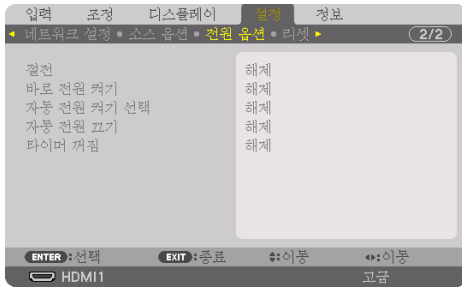 입력 조정 디스플레이 설정 정보
◂ 네트워크 설정 • 소스 옵션 • 전원 옵션 • 리셋 ▸ 2/2
절전 해제
바로 전원 켜기 해제
자동 전원 켜기 선택 해제
자동 전원 끄기 해제
타이머 꺼짐 해제
ENTER:선택 EXIT:종료 ◆:이동 ◂▸:이동
HDMI1 고급